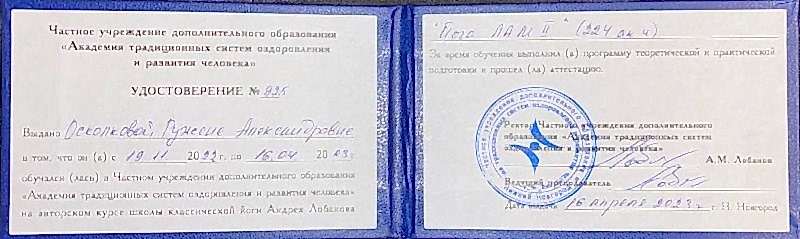 Частное учреждение дополнительного образования
«Академия традиционных систем оздоровления
и развития человека»
УДОСТОВЕРЕНИЕ № 925
Выдано Осколковой Александровне
в том, что он (а) с 19.11 2022 г. по 16.04 2023 г.
обучался (лась) в Частном учреждении дополнительного образования
«Академия традиционных систем оздоровления и развития человека»
на авторском курсе школы классической йоги Андрея Лобанова
"Йога ЛАМ II" (224 ак ч)
За время обучения выполнил (а) программу теоретической и практической
подготовки и прошел (ла) аттестацию.
Ректор Частного учреждения дополнительного
образования «Академия традиционных систем
оздоровления и развития человека»
А.М. Лобанов
Ведущий преподаватель
Дата выдачи 16 апреля 2023 г. г. Н. Новгород